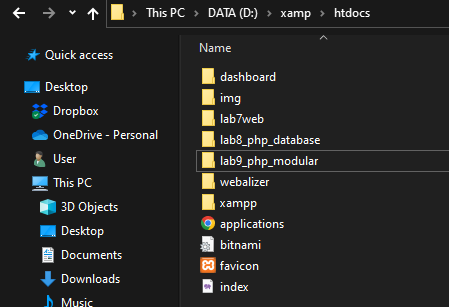 This PC > DATA (D:) > xamp > htdocs
Quick access
Desktop
Dropbox
OneDrive - Personal
User
This PC
3D Objects
Desktop
Documents
Downloads
Music
Name
dashboard
img
lab7web
lab8_php_database
lab9_php_modular
webalizer
xampp
applications
bitnami
favicon
index